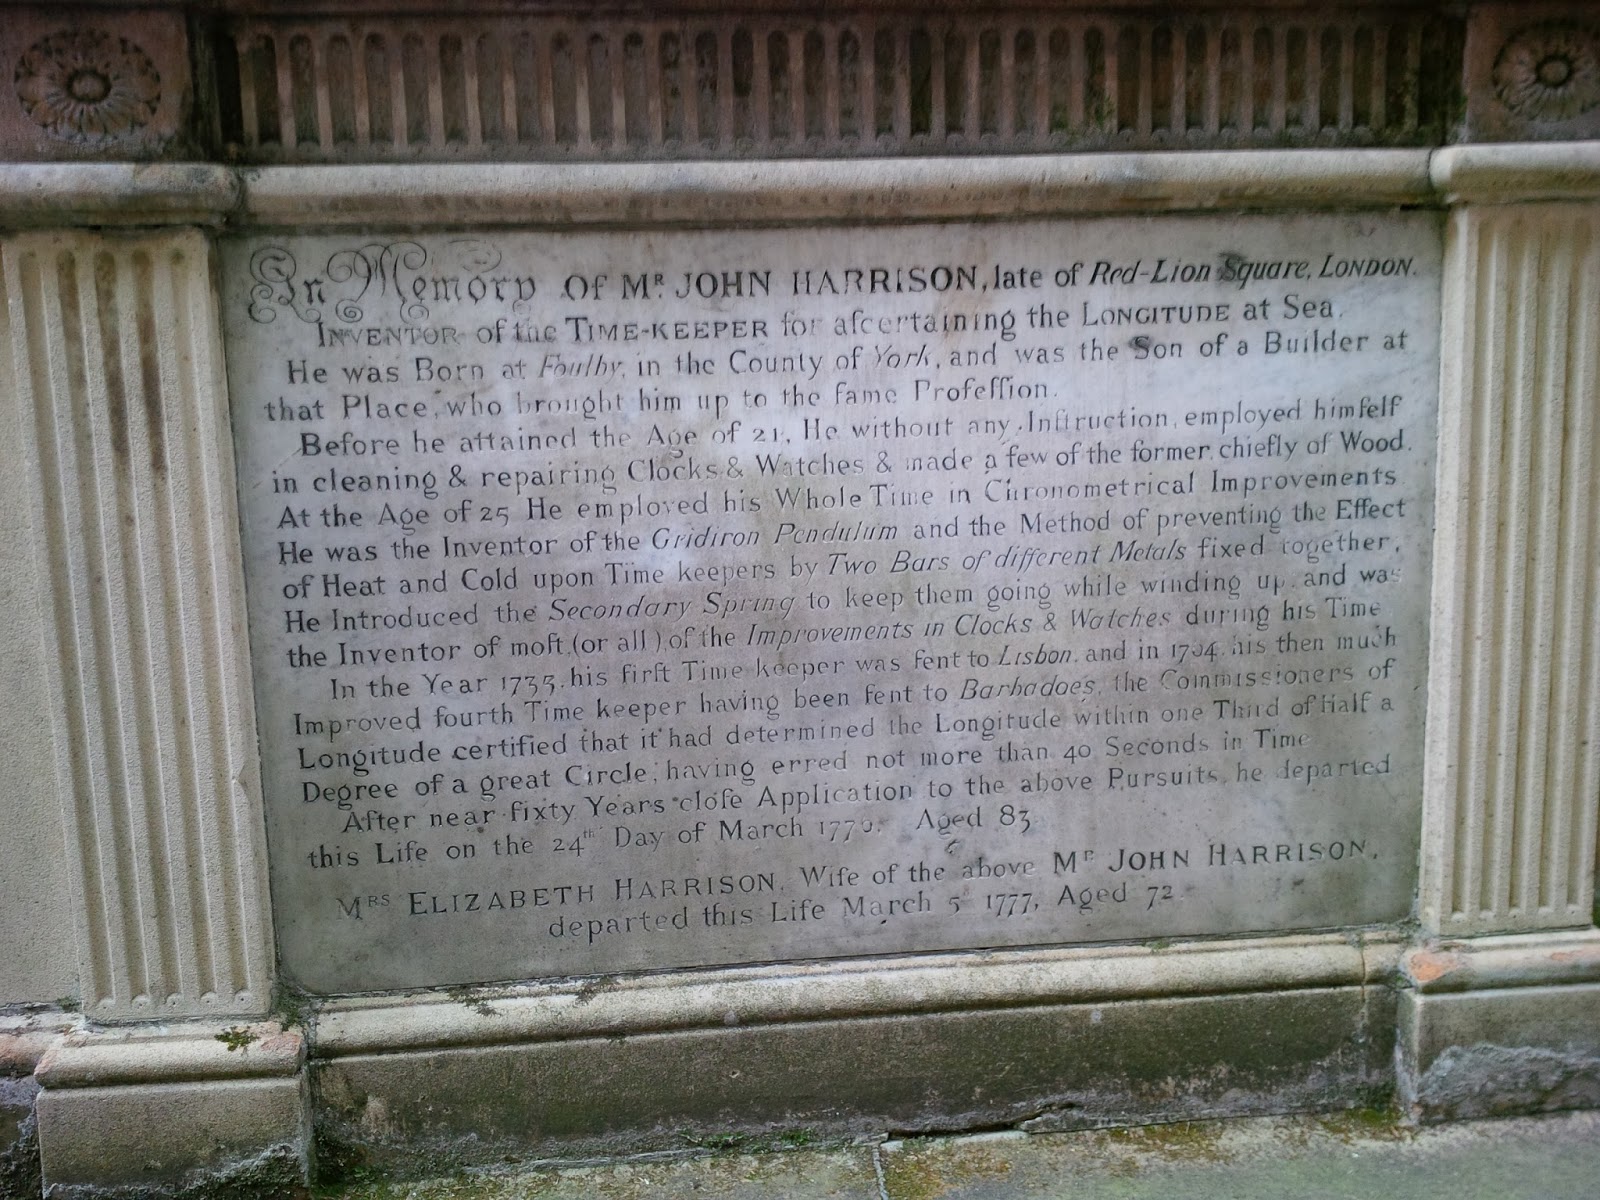 In Memory of Mr. JOHN HARRISON, late of Red-Lion Square, LONDON.
INVENTOR of the TIME-KEEPER for aſcertaining the LONGITUDE at Sea.
He was Born at Foulby, in the County of York, and was the Son of a Builder at
that Place, who brought him up to the ſame Profeſſion.
Before he attained the Age of 21, He without any Inſtruction, employed himſelf
in cleaning & repairing Clocks & Watches & made a few of the former, chiefly of Wood.
At the Age of 25 He employed his Whole Time in Chronometrical Improvements
He was the Inventor of the Gridiron Pendulum and the Method of preventing the Effect
of Heat and Cold upon Time keepers by Two Bars of different Metals fixed together,
He Introduced the Secondary Spring to keep them going while winding up, and was
the Inventor of moſt, (or all) of the Improvements in Clocks & Watches during his Time
In the Year 1735, his firſt Time keeper was ſent to Lisbon, and in 1764, his then much
Improved fourth Time keeper having been ſent to Barbadoes, the Commissioners of
Longitude certified that it had determined the Longitude within one Third of Half a
Degree of a great Circle, having erred not more than 40 Seconds in Time
After near ſixty Years cloſe Application to the above Pursuits, he departed
this Life on the 24th Day of March 1776. Aged 83
Mrs ELIZABETH HARRISON, Wife of the above Mr JOHN HARRISON,
departed this Life March 5 1777, Aged 72